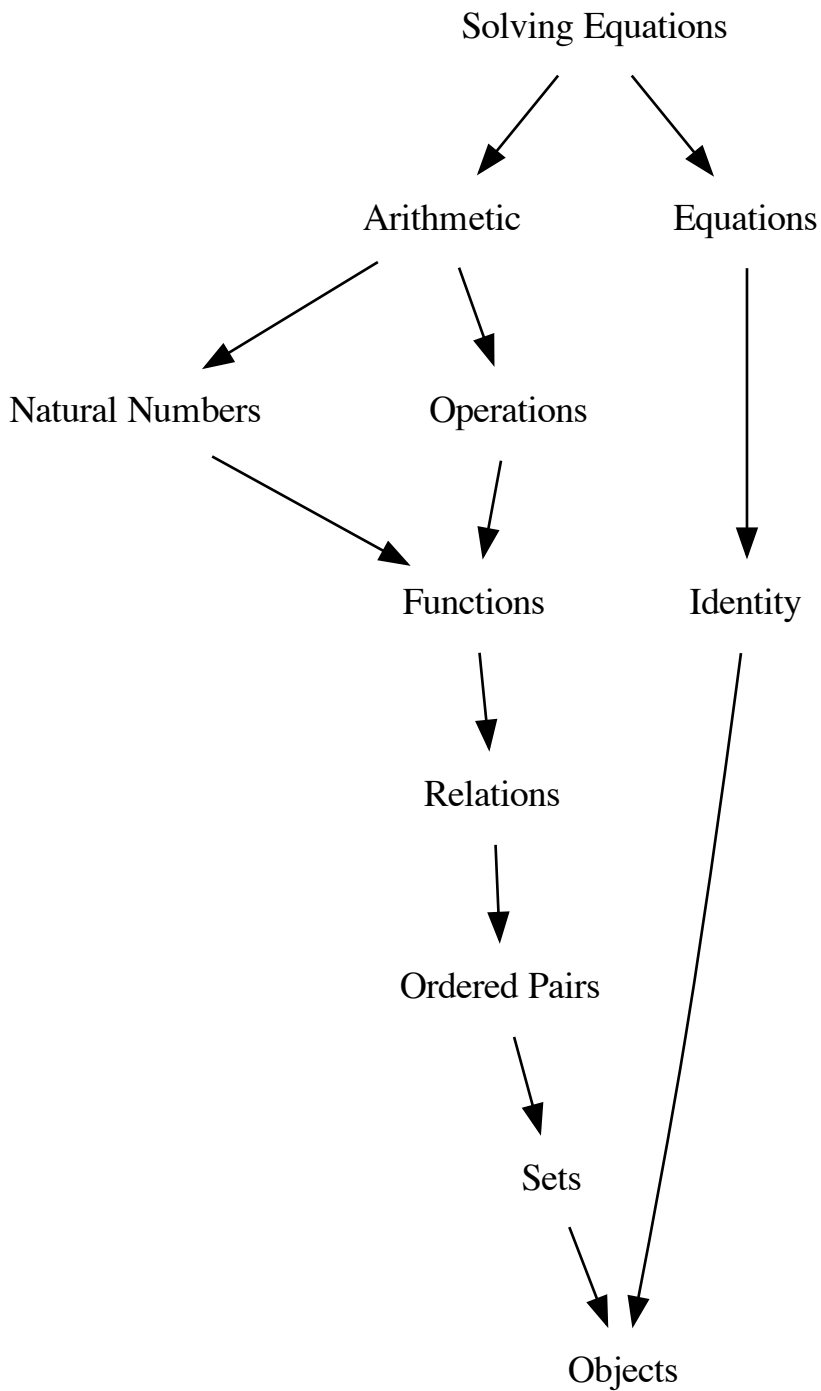 Solving Equations
Arithmetic
Equations
Natural Numbers
Operations
Functions
Identity
Relations
Ordered Pairs
Sets
Objects